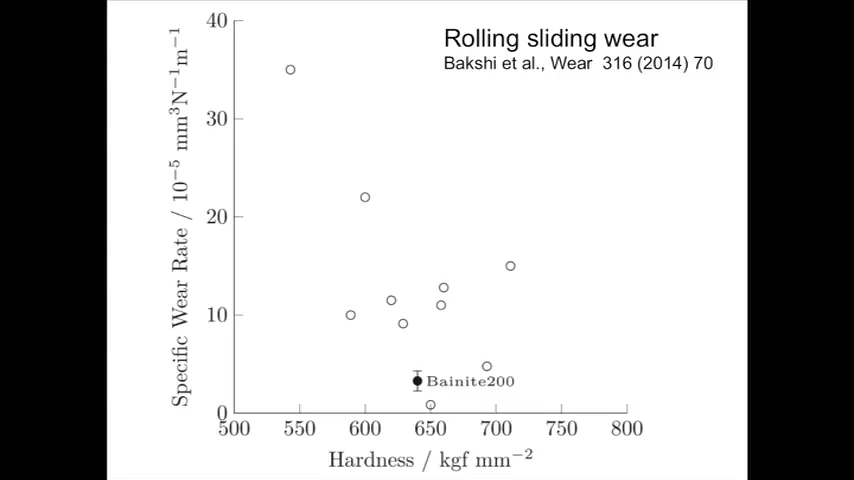 Rolling sliding wear
Bakshi et al., Wear 316 (2014) 70
Specific Wear Rate / 10⁻⁵ mm³N⁻¹m⁻¹
40
30
20
10
0
Bainite200
500 550 600 650 700 750 800
Hardness / kgf mm⁻²